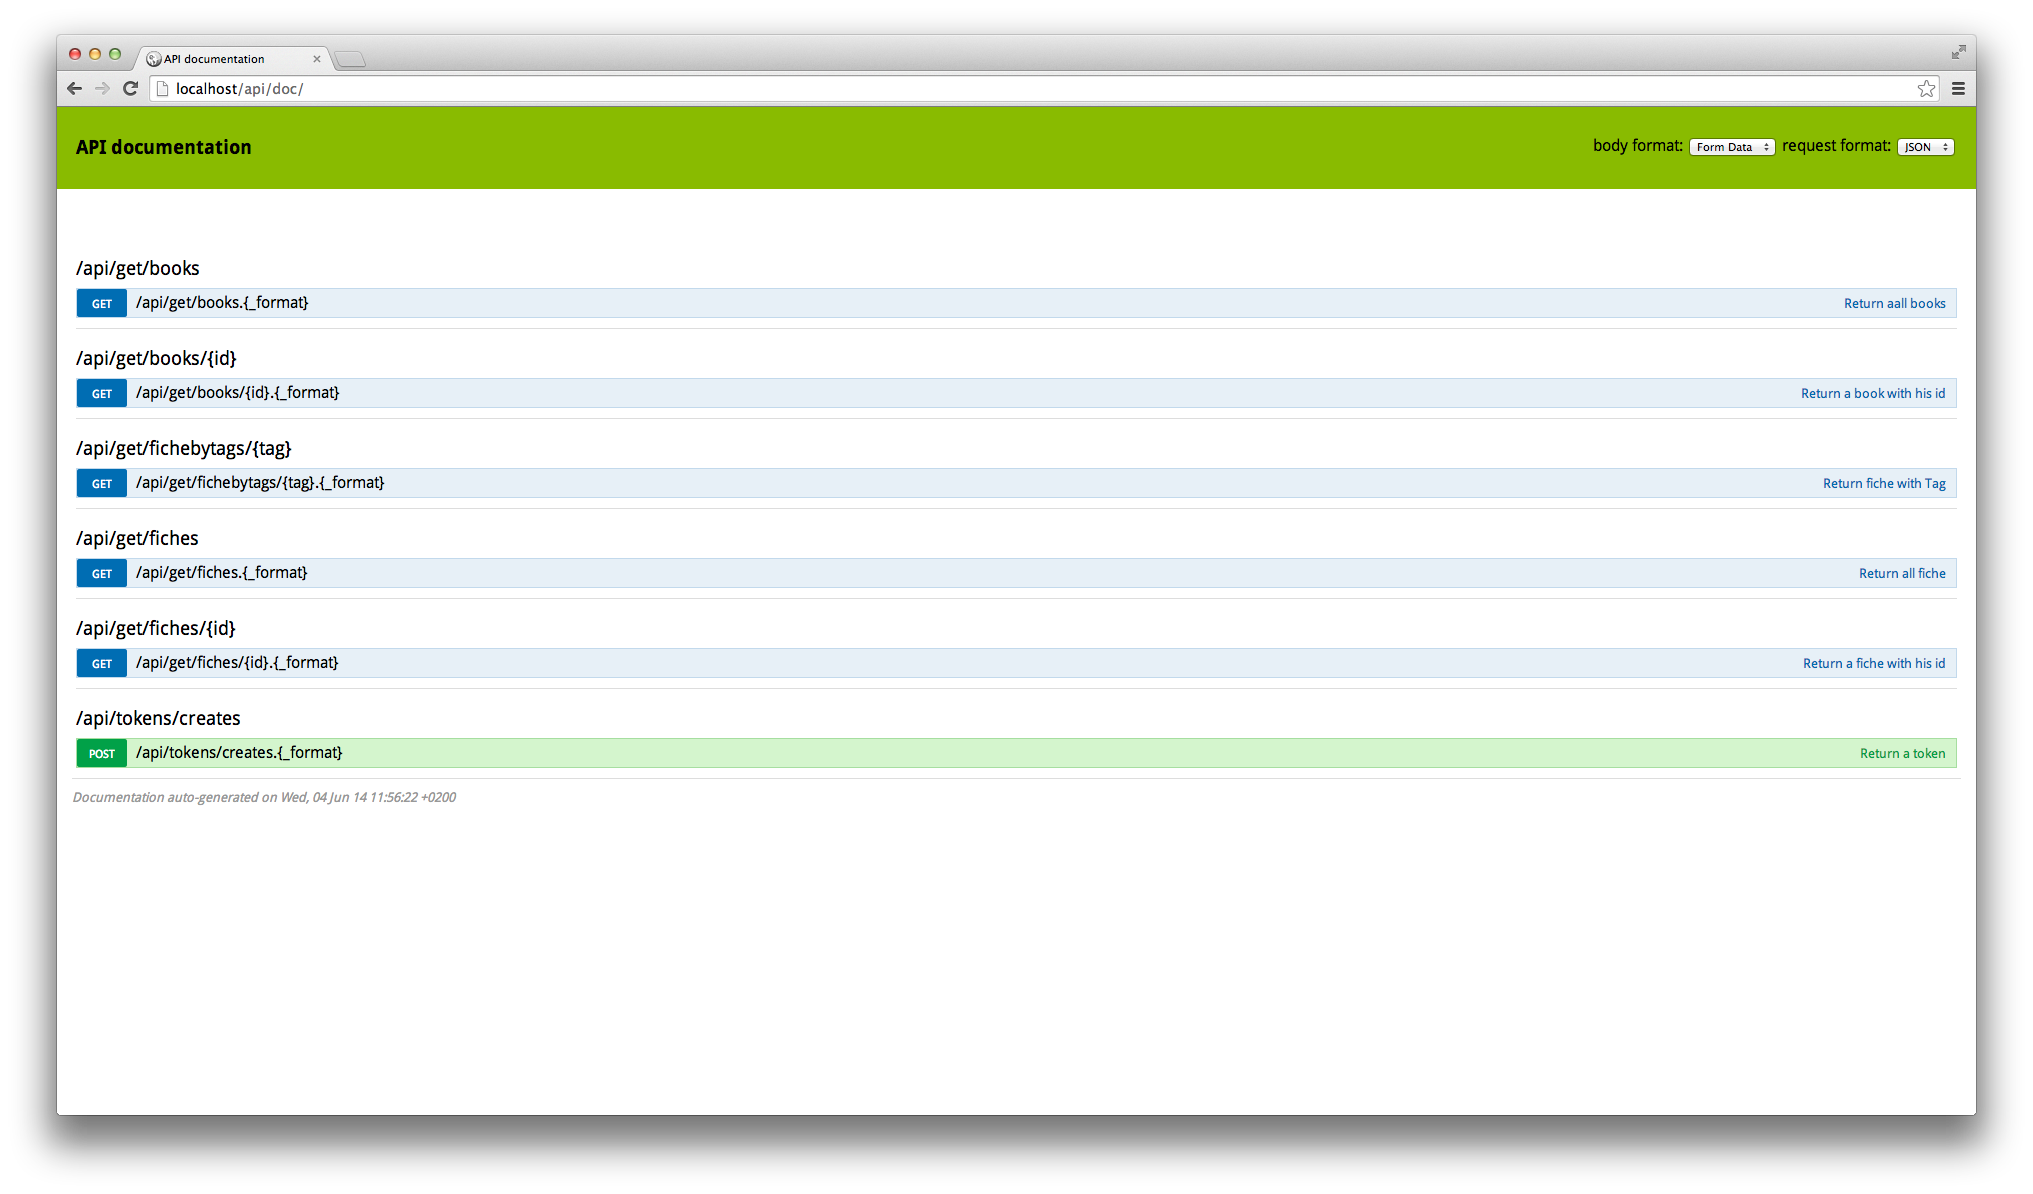 API documentation
localhost/api/doc/
API documentation
body format: Form Data request format: JSON
/api/get/books
GET /api/get/books.{_format} Return aall books
/api/get/books/{id}
GET /api/get/books/{id}.{_format} Return a book with his id
/api/get/fichebytags/{tag}
GET /api/get/fichebytags/{tag}.{_format} Return fiche with Tag
/api/get/fiches
GET /api/get/fiches.{_format} Return all fiche
/api/get/fiches/{id}
GET /api/get/fiches/{id}.{_format} Return a fiche with his id
/api/tokens/creates
POST /api/tokens/creates.{_format} Return a token
Documentation auto-generated on Wed, 04 Jun 14 11:56:22 +0200